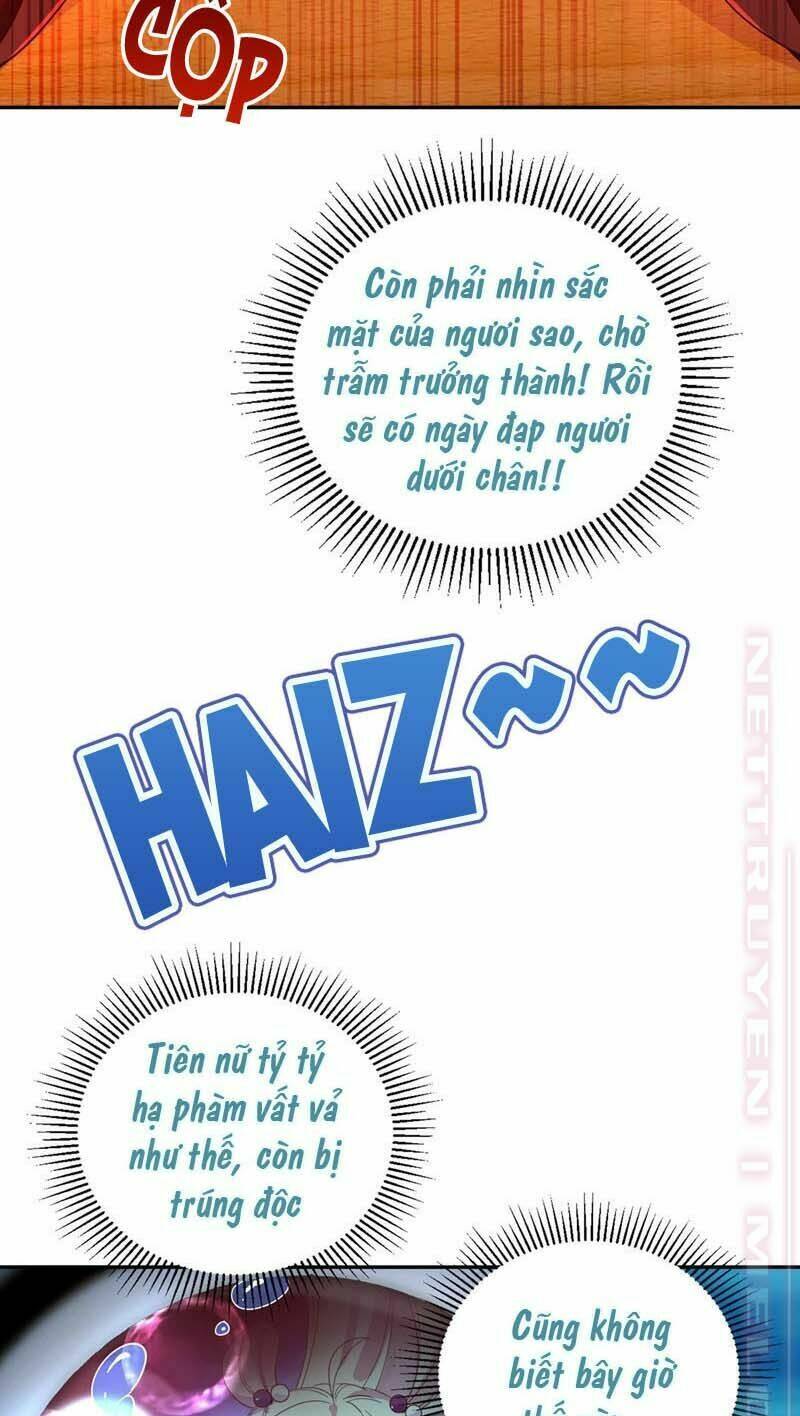 CỘP
Còn phải nhìn sắc
mặt của ngươi sao, chờ
trẫm trưởng thành! Rồi
sẽ có ngày đạp ngươi
dưới chân!!
HAIZ~~
NETTRUYEN
Tiên nữ tỷ tỷ
hạ phàm vất vả
như thế, còn bị
trúng độc
Cũng không
biết bây giờ